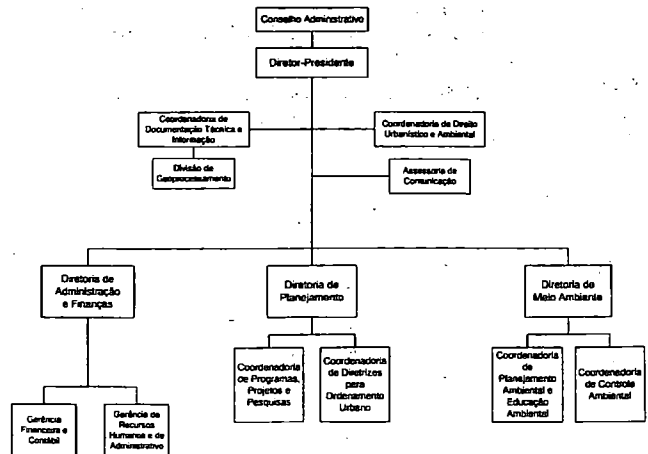 Conselho Administrativo
Diretor-Presidente
Coordenadoria de
Documentação Técnica e
Informação
Coordenadoria de Direito
Urbanístico e Ambiental
Divisão de
Geoprocessamento
Assessoria de
Comunicação
Diretoria de
Administração
e Finanças
Diretoria de
Planejamento
Diretoria de
Meio Ambiente
Coordenadoria
de Programas,
Projetos e
Pesquisas
Coordenadoria
de Diretrizes
para
Ordenamento
Urbano
Coordenadoria
de
Planejamento
Ambiental e
Educação
Ambiental
Coordenadoria
de Controle
Ambiental
Gerência
Financeira e
Contábil
Gerência de
Recursos
Humanos e de
Administrativo